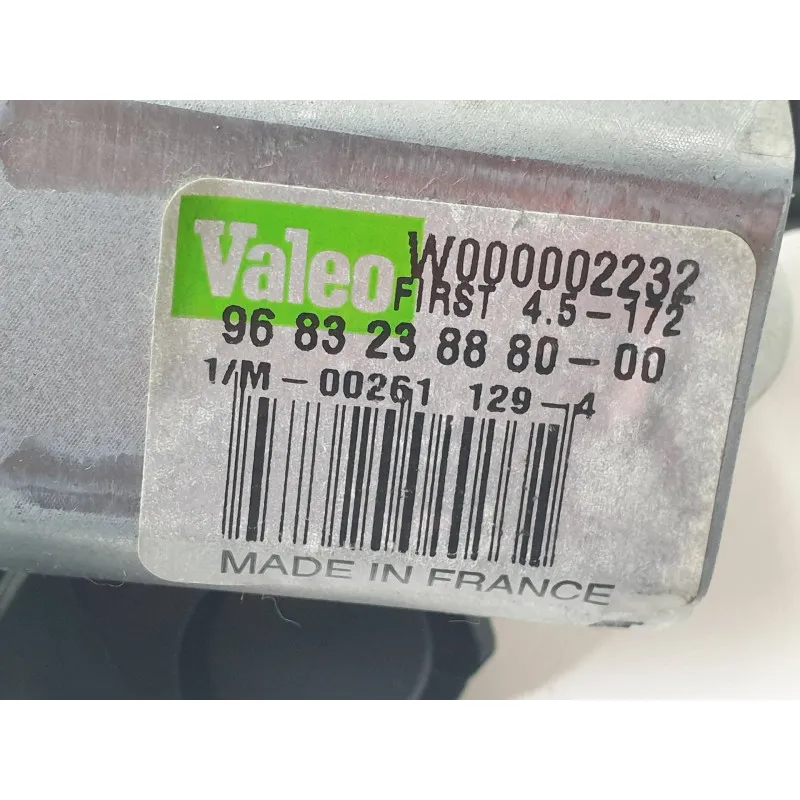 Valeo W000002232
FIRST 4.5-172
96 83 23 88 80-00
1/M-00261 129-4
MADE IN FRANCE